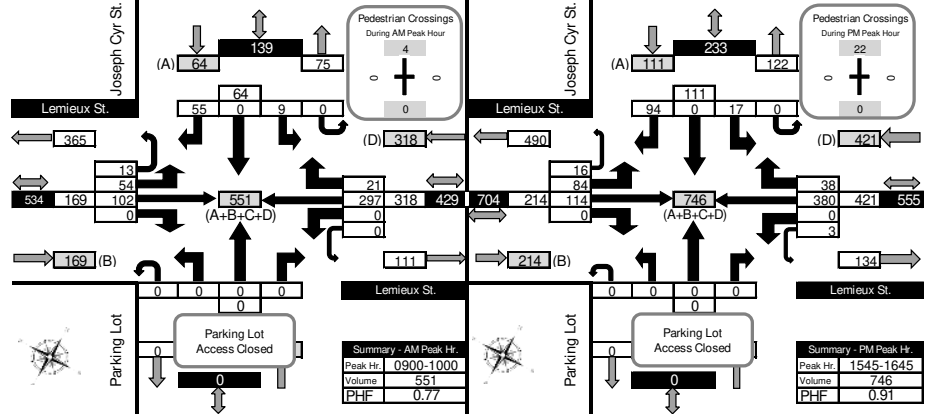 Joseph Cyr St.
139
(A) 64
75
Pedestrian Crossings
During AM Peak Hour
4
0
0
0
64
55 0 9 0
Lemieux St.
365
(D) 318
13
54
534 169 102
0
551
(A+B+C+D)
21
297 318 429
0
0
169 (B)
111
0 0 0 0
0
Lemieux St.
Parking Lot
0
Parking Lot
Access Closed
0
Summary - AM Peak Hr.
Peak Hr. 0900-1000
Volume 551
PHF 0.77
Joseph Cyr St.
233
(A) 111
122
Pedestrian Crossings
During PM Peak Hour
22
0
0
0
111
94 0 17 0
Lemieux St.
490
(D) 421
16
84
704 214 114
0
746
(A+B+C+D)
38
380 421 555
0
3
214 (B)
134
0 0 0 0
0
Lemieux St.
Parking Lot
0
Parking Lot
Access Closed
0
Summary - PM Peak Hr.
Peak Hr. 1545-1645
Volume 746
PHF 0.91